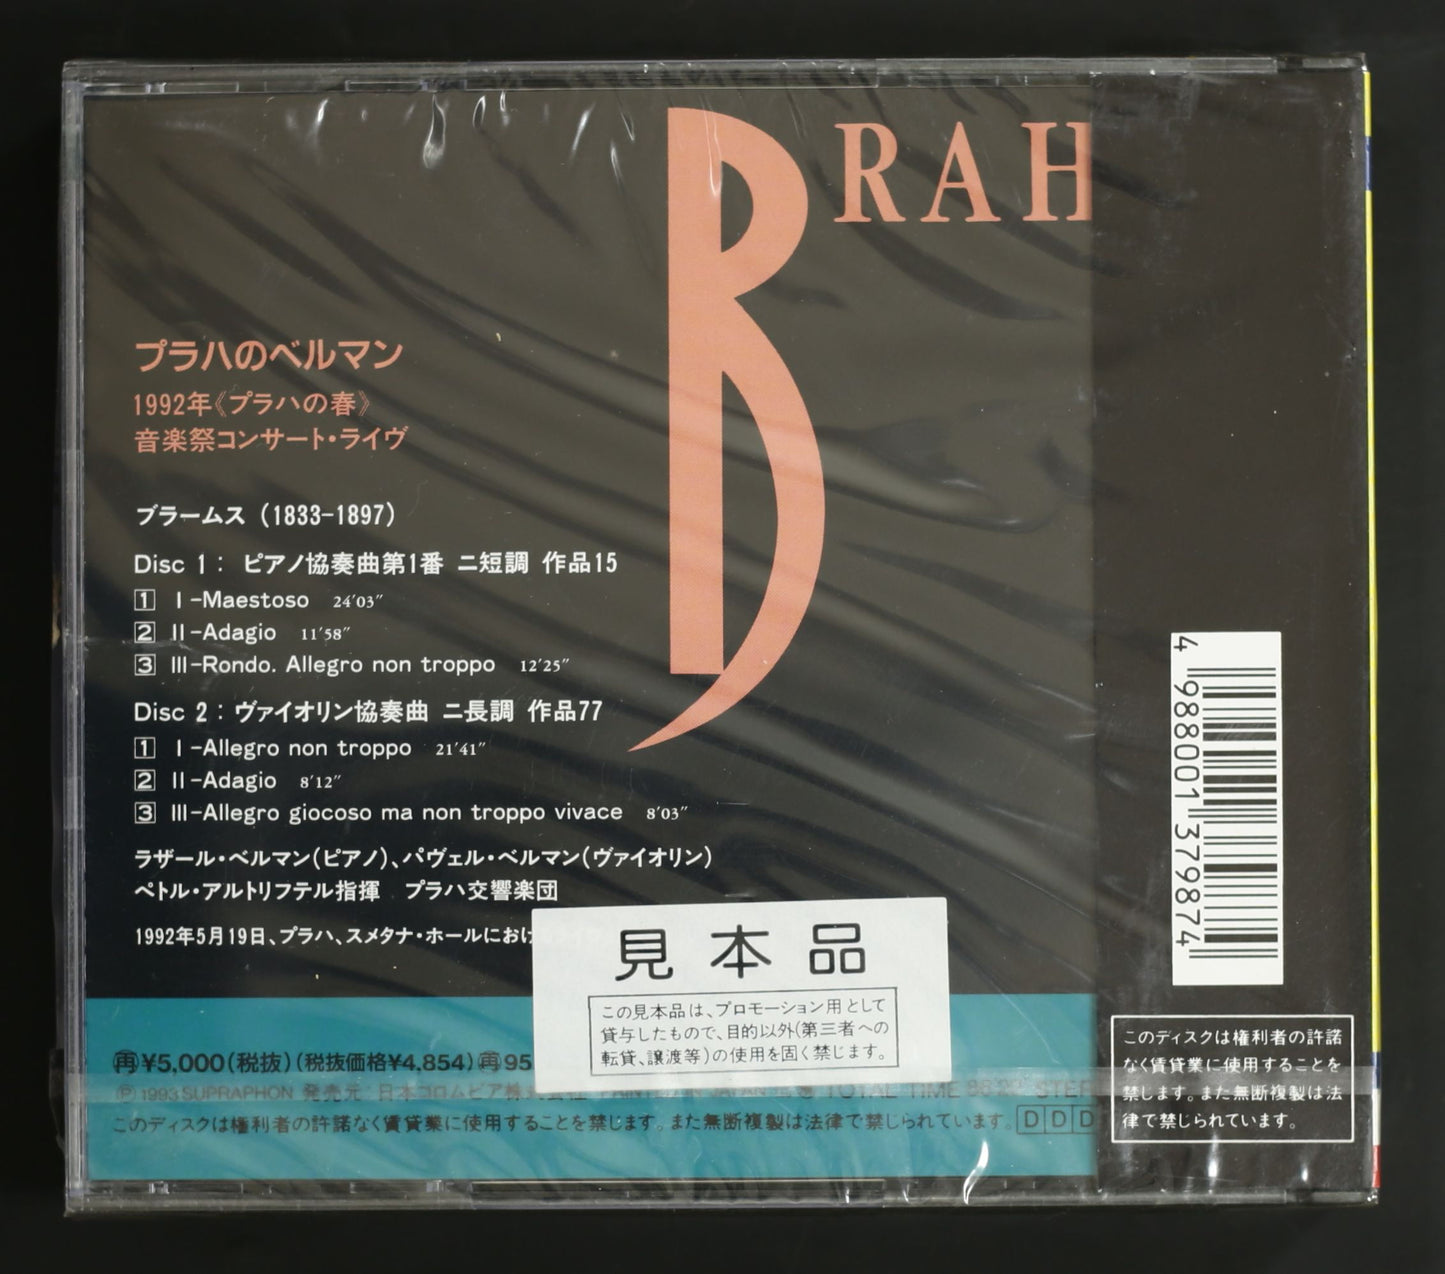 BRAH
プラハのベルマン
1992年《プラハの春》
音楽祭コンサート・ライヴ
ブラームス (1833-1897)
Disc 1 : ピアノ協奏曲第1番 ニ短調 作品15
1 I-Maestoso 24′03″
2 II-Adagio 11′58″
3 III-Rondo. Allegro non troppo 12′25″
Disc 2 : ヴァイオリン協奏曲 ニ長調 作品77
1 I-Allegro non troppo 21′41″
2 II-Adagio 8′12″
3 III-Allegro giocoso ma non troppo vivace 8′03″
ラザール・ベルマン(ピアノ)、パヴェル・ベルマン(ヴァイオリン)
ペトル・アルトリフテル指揮 プラハ交響楽団
1992年5月19日、プラハ、スメタナ・ホールにおけ
見本品
この見本品は、プロモーション用として
貸与したもので、目的以外(第三者への
転貸、譲渡等)の使用を固く禁じます。
再¥5,000(税抜)(税抜価格¥4,854)再95
Ⓟ 1993 SUPRAPHON 発売元:日本コロムビア株式会社 JAPAN TOTAL TIME STER
このディスクは権利者の許諾なく賃貸業に使用することを禁じます。また無断複製は法律で禁じられています。 DDD
4 988001 379874
このディスクは権利者の許諾
なく賃貸業に使用することを
禁じます。また無断複製は法
律で禁じられています。